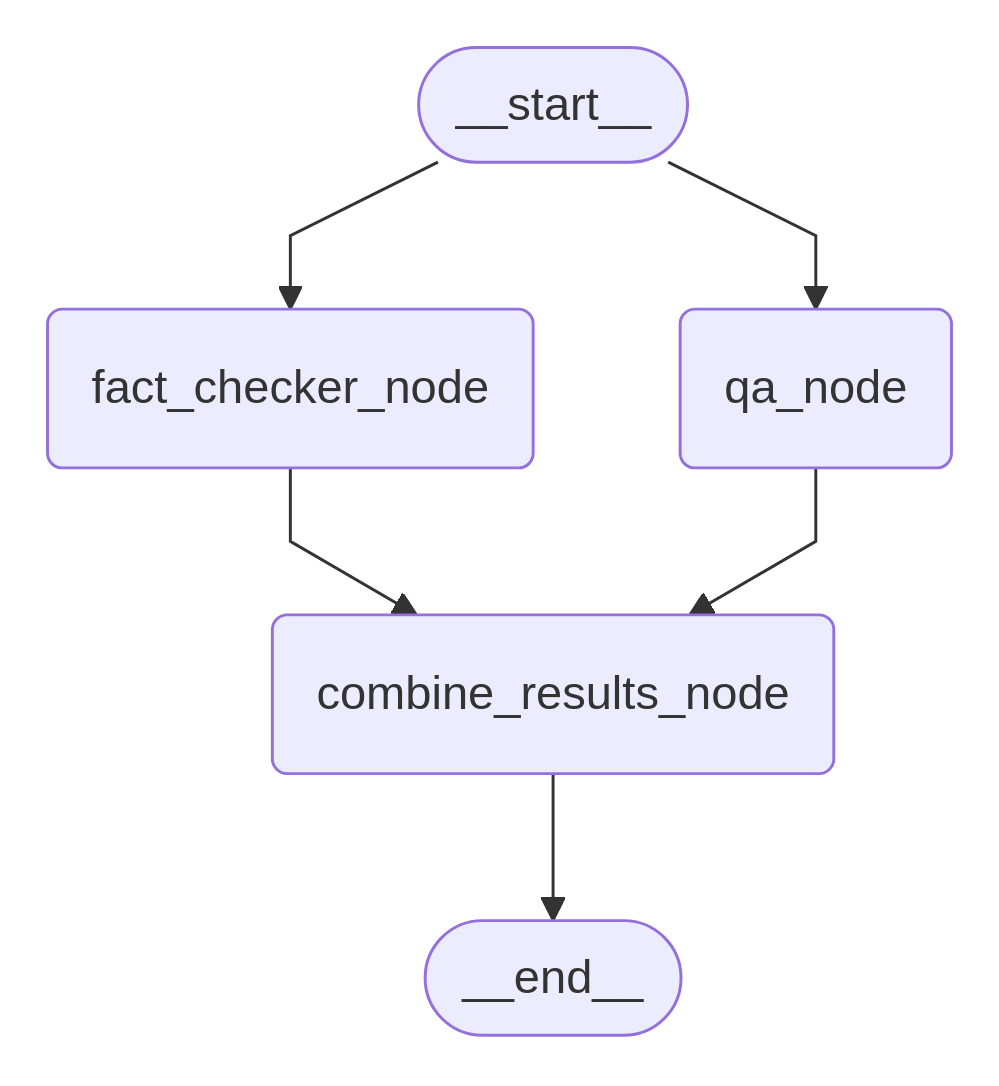 __start__
fact_checker_node
qa_node
combine_results_node
__end__